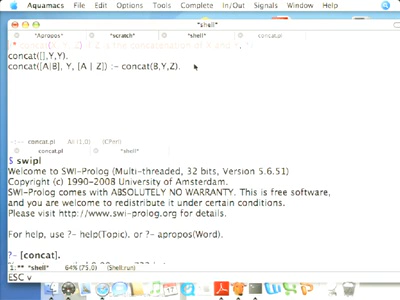 Aquamacs File Edit Options Tools Complete In/Out Signals Window Help
*shell*
*Apropos* *scratch* *shell* concat.pl
concat([],Y,Y).
concat([A|B], Y, [A | Z]) :- concat(B,Y,Z).
-:--- concat.pl All (1,0) (CPerl)
concat.pl *shell*
$ swipl
Welcome to SWI-Prolog (Multi-threaded, 32 bits, Version 5.6.51)
Copyright (c) 1990-2008 University of Amsterdam.
SWI-Prolog comes with ABSOLUTELY NO WARRANTY. This is free software,
and you are welcome to redistribute it under certain conditions.
Please visit http://www.swi-prolog.org for details.
For help, use ?- help(Topic). or ?- apropos(Word).
?- [concat].
1:** *shell* 64% (75,0) (Shell:run)
ESC v